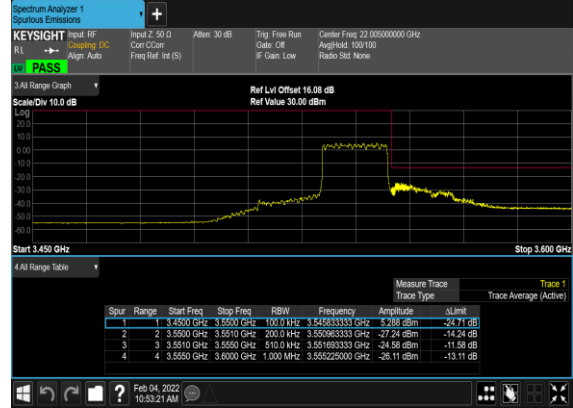 Spectrum Analyzer 1
Spurious Emissions
KEYSIGHT Input: RF Input Z: 50 Ω Atten: 30 dB Trig: Free Run Center Freq: 22.005000000 GHz
RL Coupling: DC Corr CCorr Gate: Off Avg|Hold: 100/100
Align: Auto Freq Ref: Int (S) IF Gain: Low Radio Std: None
PASS
3 All Range Graph
Ref Lvl Offset 16.08 dB
Scale/Div 10.0 dB Ref Value 30.00 dBm
Log
20.0
10.0
0.00
-10.0
-20.0
-30.0
-40.0
-50.0
-60.0
Start 3.450 GHz Stop 3.600 GHz
4 All Range Table
Measure Trace Trace 1
Trace Type Trace Average (Active)
Spur Range Start Freq Stop Freq RBW Frequency Amplitude ΔLimit
1 1 3.4500 GHz 3.5500 GHz 100.0 kHz 3.545833333 GHz 5.288 dBm -24.71 dB
2 2 3.5500 GHz 3.5510 GHz 200.0 kHz 3.550963333 GHz -27.24 dBm -14.24 dB
3 3 3.5510 GHz 3.5550 GHz 510.0 kHz 3.551693333 GHz -24.58 dBm -11.58 dB
4 4 3.5550 GHz 3.6000 GHz 1.000 MHz 3.555225000 GHz -26.11 dBm -13.11 dB
? Feb 04, 2022
10:53:21 AM